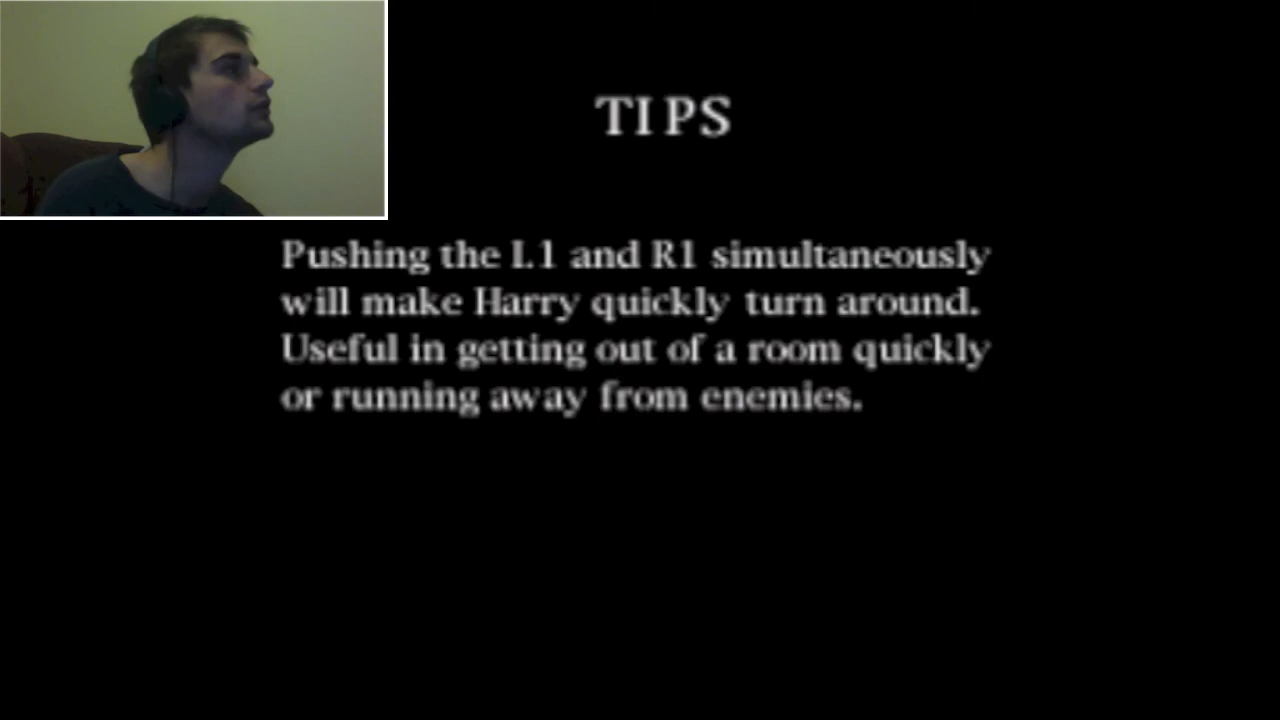 TIPS
Pushing the L1 and R1 simultaneously
will make Harry quickly turn around.
Useful in getting out of a room quickly
or running away from enemies.